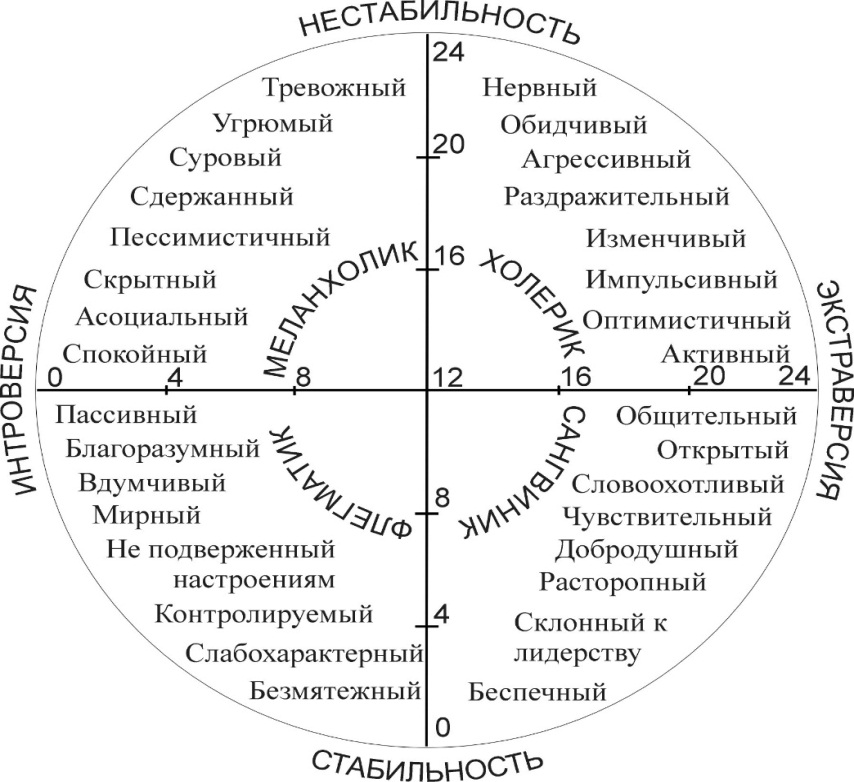 НЕСТАБИЛЬНОСТЬ
24
Тревожный
Нервный
Угрюмый
Обидчивый
20
Суровый
Агрессивный
Сдержанный
Раздражительный
Пессимистичный
Изменчивый
16
МЕЛАНХОЛИК
ХОЛЕРИК
Скрытный
Импульсивный
Асоциальный
Оптимистичный
Спокойный
Активный
ИНТРОВЕРСИЯ
ЭКСТРАВЕРСИЯ
0 4 8 12 16 20 24
Пассивный
Общительный
Благоразумный
Открытый
ФЛЕГМАТИК
САНГВИНИК
Вдумчивый
Словоохотливый
8
Мирный
Чувствительный
Не подверженный
настроениям
Добродушный
Расторопный
Контролируемый
4
Склонный к
лидерству
Слабохарактерный
Безмятежный
Беспечный
0
СТАБИЛЬНОСТЬ